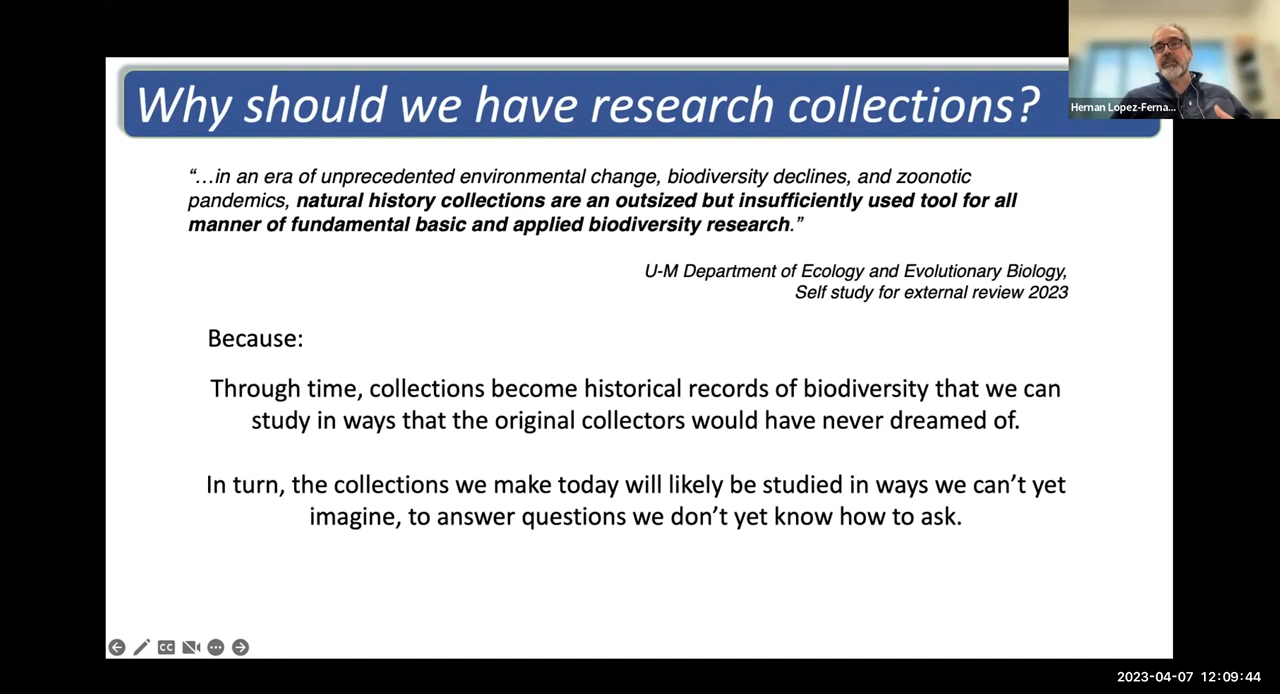 Why should we have research collections?
Hernan Lopez-Ferna...
“…in an era of unprecedented environmental change, biodiversity declines, and zoonotic
pandemics, natural history collections are an outsized but insufficiently used tool for all
manner of fundamental basic and applied biodiversity research.”
U-M Department of Ecology and Evolutionary Biology,
Self study for external review 2023
Because:
Through time, collections become historical records of biodiversity that we can
study in ways that the original collectors would have never dreamed of.
In turn, the collections we make today will likely be studied in ways we can’t yet
imagine, to answer questions we don’t yet know how to ask.
CC
2023-04-07 12:09:44